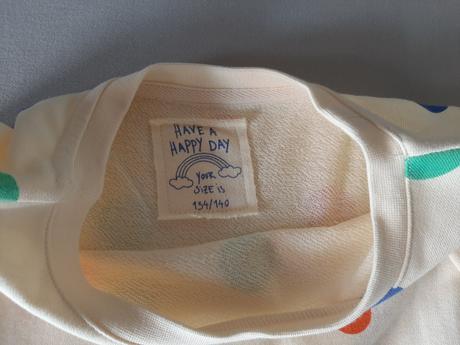 HAVE A
HAPPY DAY
YOUR
SIZE IS
134/140